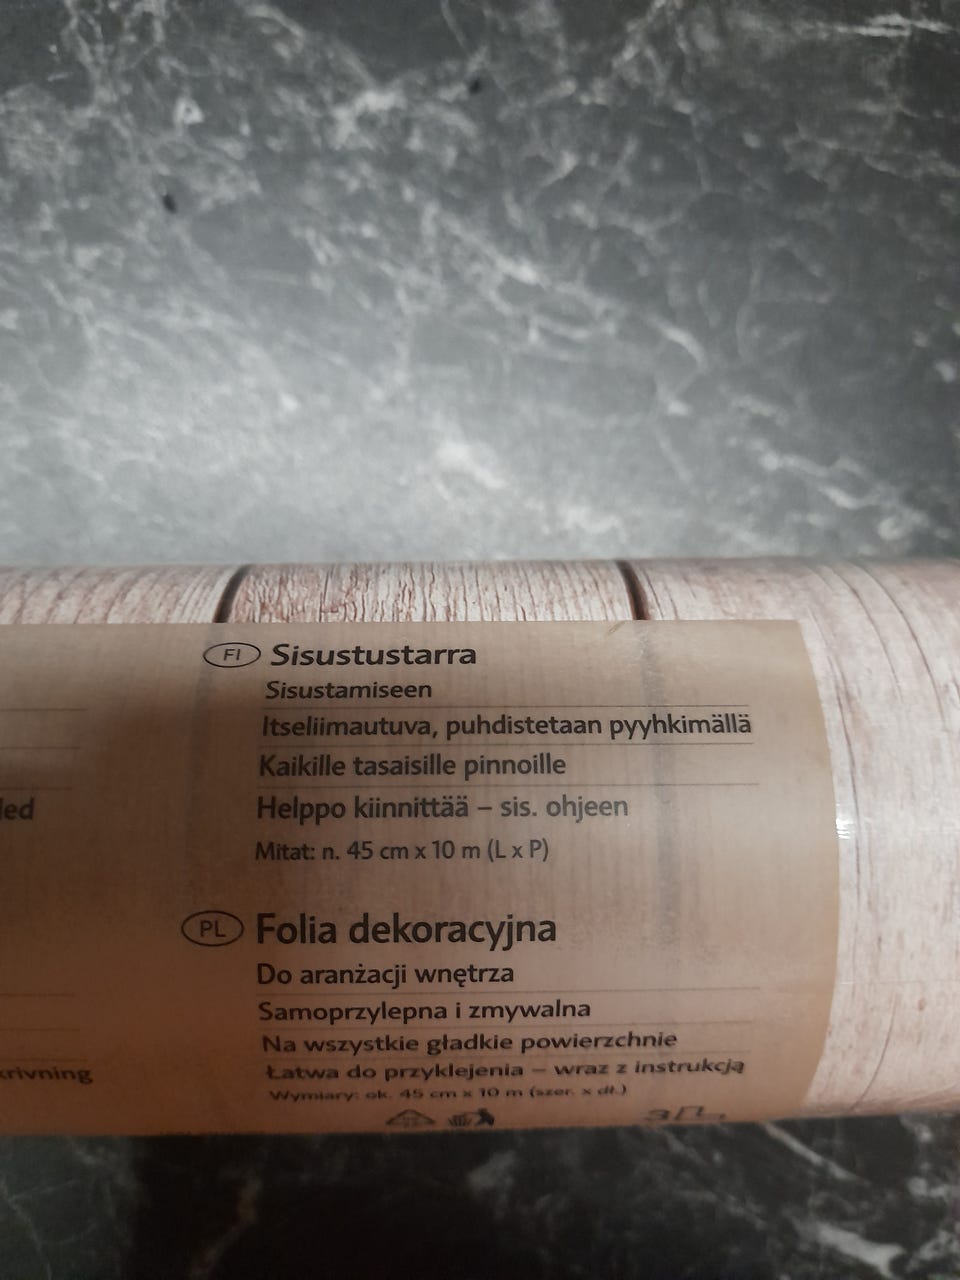 FI Sisustustarra
Sisustamiseen
Itseliimautuva, puhdistetaan pyyhkimällä
Kaikille tasaisille pinnoille
led
Helppo kiinnittää – sis. ohjeen
Mitat: n. 45 cm x 10 m (L x P)
PL Folia dekoracyjna
Do aranżacji wnętrza
Samoprzylepna i zmywalna
Na wszystkie gładkie powierzchnie
krivning
Łatwa do przyklejenia – wraz z instrukcją
Wymiary: ok. 45 cm x 10 m (szer. x dł.)